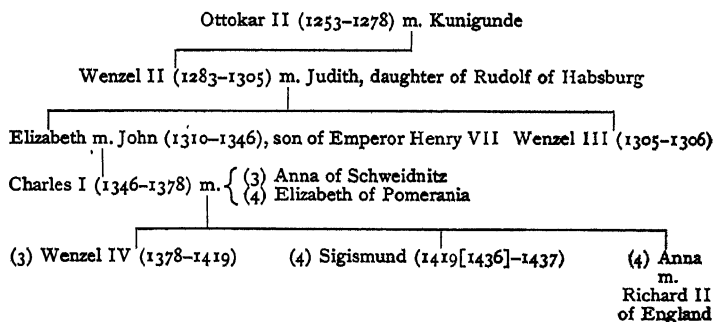 Ottokar II (1253–1278) m. Kunigunde
Wenzel II (1283–1305) m. Judith, daughter of Rudolf of Habsburg
Elizabeth m. John (1310–1346), son of Emperor Henry VII Wenzel III (1305–1306)
Charles I (1346–1378) m. { (3) Anna of Schweidnitz
(4) Elizabeth of Pomerania
(3) Wenzel IV (1378–1419) (4) Sigismund (1419[1436]–1437) (4) Anna
m.
Richard II
of England